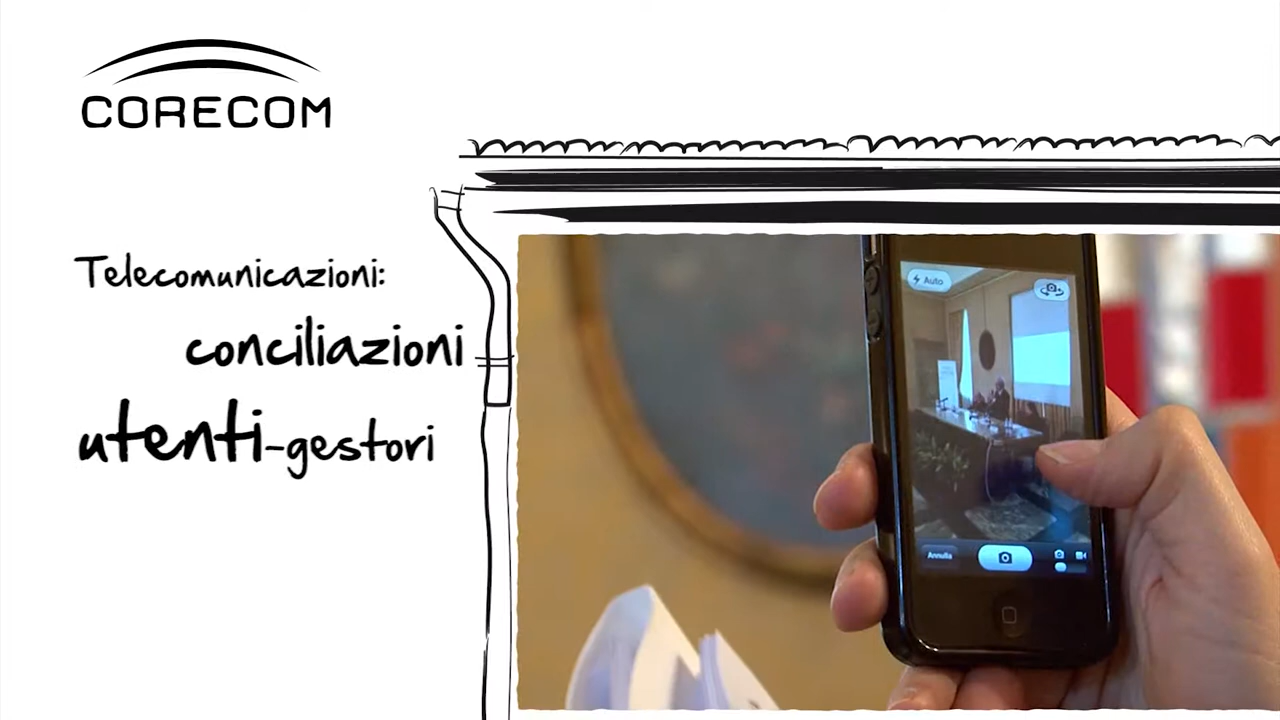 CORECOM
Telecomunicazioni:
conciliazioni
utenti-gestori
Auto
Annulla